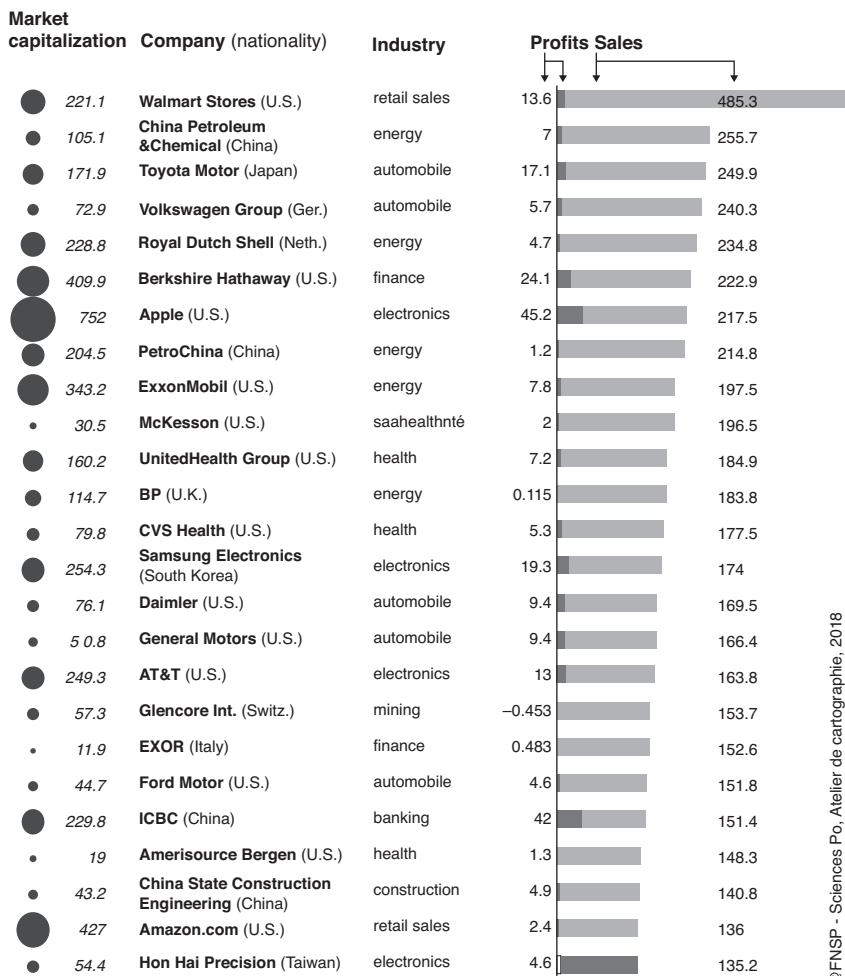 Market
capitalization Company (nationality) Industry Profits Sales
221.1 Walmart Stores (U.S.) retail sales 13.6 485.3
105.1 China Petroleum
&Chemical (China) energy 7 255.7
171.9 Toyota Motor (Japan) automobile 17.1 249.9
72.9 Volkswagen Group (Ger.) automobile 5.7 240.3
228.8 Royal Dutch Shell (Neth.) energy 4.7 234.8
409.9 Berkshire Hathaway (U.S.) finance 24.1 222.9
752 Apple (U.S.) electronics 45.2 217.5
204.5 PetroChina (China) energy 1.2 214.8
343.2 ExxonMobil (U.S.) energy 7.8 197.5
30.5 McKesson (U.S.) saahealthnté 2 196.5
160.2 UnitedHealth Group (U.S.) health 7.2 184.9
114.7 BP (U.K.) energy 0.115 183.8
79.8 CVS Health (U.S.) health 5.3 177.5
254.3 Samsung Electronics
(South Korea) electronics 19.3 174
76.1 Daimler (U.S.) automobile 9.4 169.5
5 0.8 General Motors (U.S.) automobile 9.4 166.4
249.3 AT&T (U.S.) electronics 13 163.8
57.3 Glencore Int. (Switz.) mining –0.453 153.7
11.9 EXOR (Italy) finance 0.483 152.6
44.7 Ford Motor (U.S.) automobile 4.6 151.8
229.8 ICBC (China) banking 42 151.4
19 Amerisource Bergen (U.S.) health 1.3 148.3
43.2 China State Construction
Engineering (China) construction 4.9 140.8
427 Amazon.com (U.S.) retail sales 2.4 136
54.4 Hon Hai Precision (Taiwan) electronics 4.6 135.2
©FNSP - Sciences Po, Atelier de cartographie, 2018